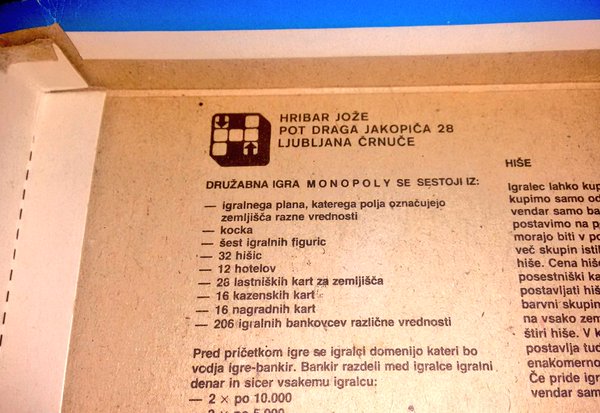 HRIBAR JOŽE
POT DRAGA JAKOPIČA 28
LJUBLJANA ČRNUČE
DRUŽABNA IGRA MONOPOLY SE SESTOJI IZ:
— igralnega plana, katerega polja označujejo
zemljišča razne vrednosti
— kocka
— šest igralnih figuric
— 32 hišic
— 12 hotelov
— 28 lastniških kart za zemljišča
— 16 kazenskih kart
— 16 nagradnih kart
— 206 igralnih bankovcev različne vrednosti
Pred pričetkom igre se igralci domenijo kateri bo
vodja igre-bankir. Bankir razdeli med igralce igralni
denar in sicer vsakemu igralcu:
— 2 × po 10.000
HIŠE
Igralec lahko kup
kupimo samo od
vendar samo ba
postavimo na p
morajo biti v po
več skupin istil
hiše. Cena hiše
posestniški ka
postavljati hiš
barvni skupin
na vsako zem
štiri hiše. V k
postavlja tud
enakomerno
Če pride ig
vendar sam